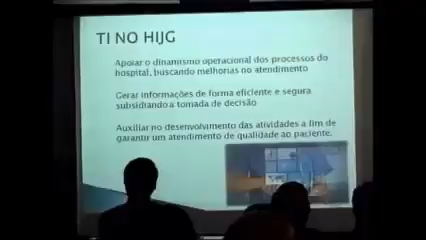 TI NO HIJG
Apoiar o dinamismo operacional dos processos do
hospital, buscando melhorias no atendimento
Gerar informações de forma eficiente e segura
subsidiando a tomada de decisão
Auxiliar no desenvolvimento das atividades a fim de
garantir um atendimento de qualidade ao paciente.